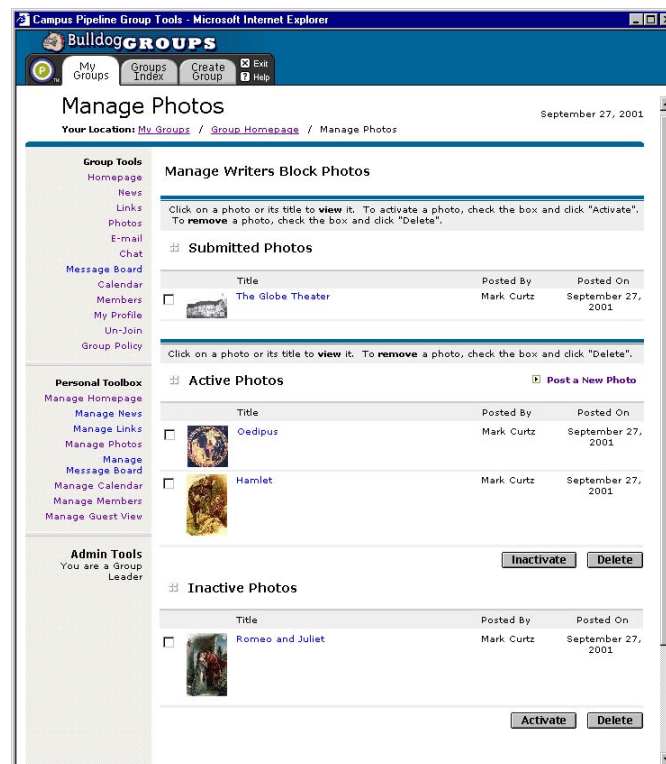 Campus Pipeline Group Tools - Microsoft Internet Explorer
BulldogGROUPS
My Groups
Groups Index
Create Group
Exit
Help
Manage Photos
September 27, 2001
Your Location: My Groups / Group Homepage / Manage Photos
Group Tools
Homepage
News
Links
Photos
E-mail
Chat
Message Board
Calendar
Members
My Profile
Un-Join
Group Policy
Personal Toolbox
Manage Homepage
Manage News
Manage Links
Manage Photos
Manage
Message Board
Manage Calendar
Manage Members
Manage Guest View
Admin Tools
You are a Group
Leader
Manage Writers Block Photos
Click on a photo or its title to view it. To activate a photo, check the box and click "Activate".
To remove a photo, check the box and click "Delete".
Submitted Photos
Title Posted By Posted On
The Globe Theater Mark Curtz September 27,
2001
Click on a photo or its title to view it. To remove a photo, check the box and click "Delete".
Active Photos Post a New Photo
Title Posted By Posted On
Oedipus Mark Curtz September 27,
2001
Hamlet Mark Curtz September 27,
2001
Inactivate Delete
Inactive Photos
Title Posted By Posted On
Romeo and Juliet Mark Curtz September 27,
2001
Activate Delete